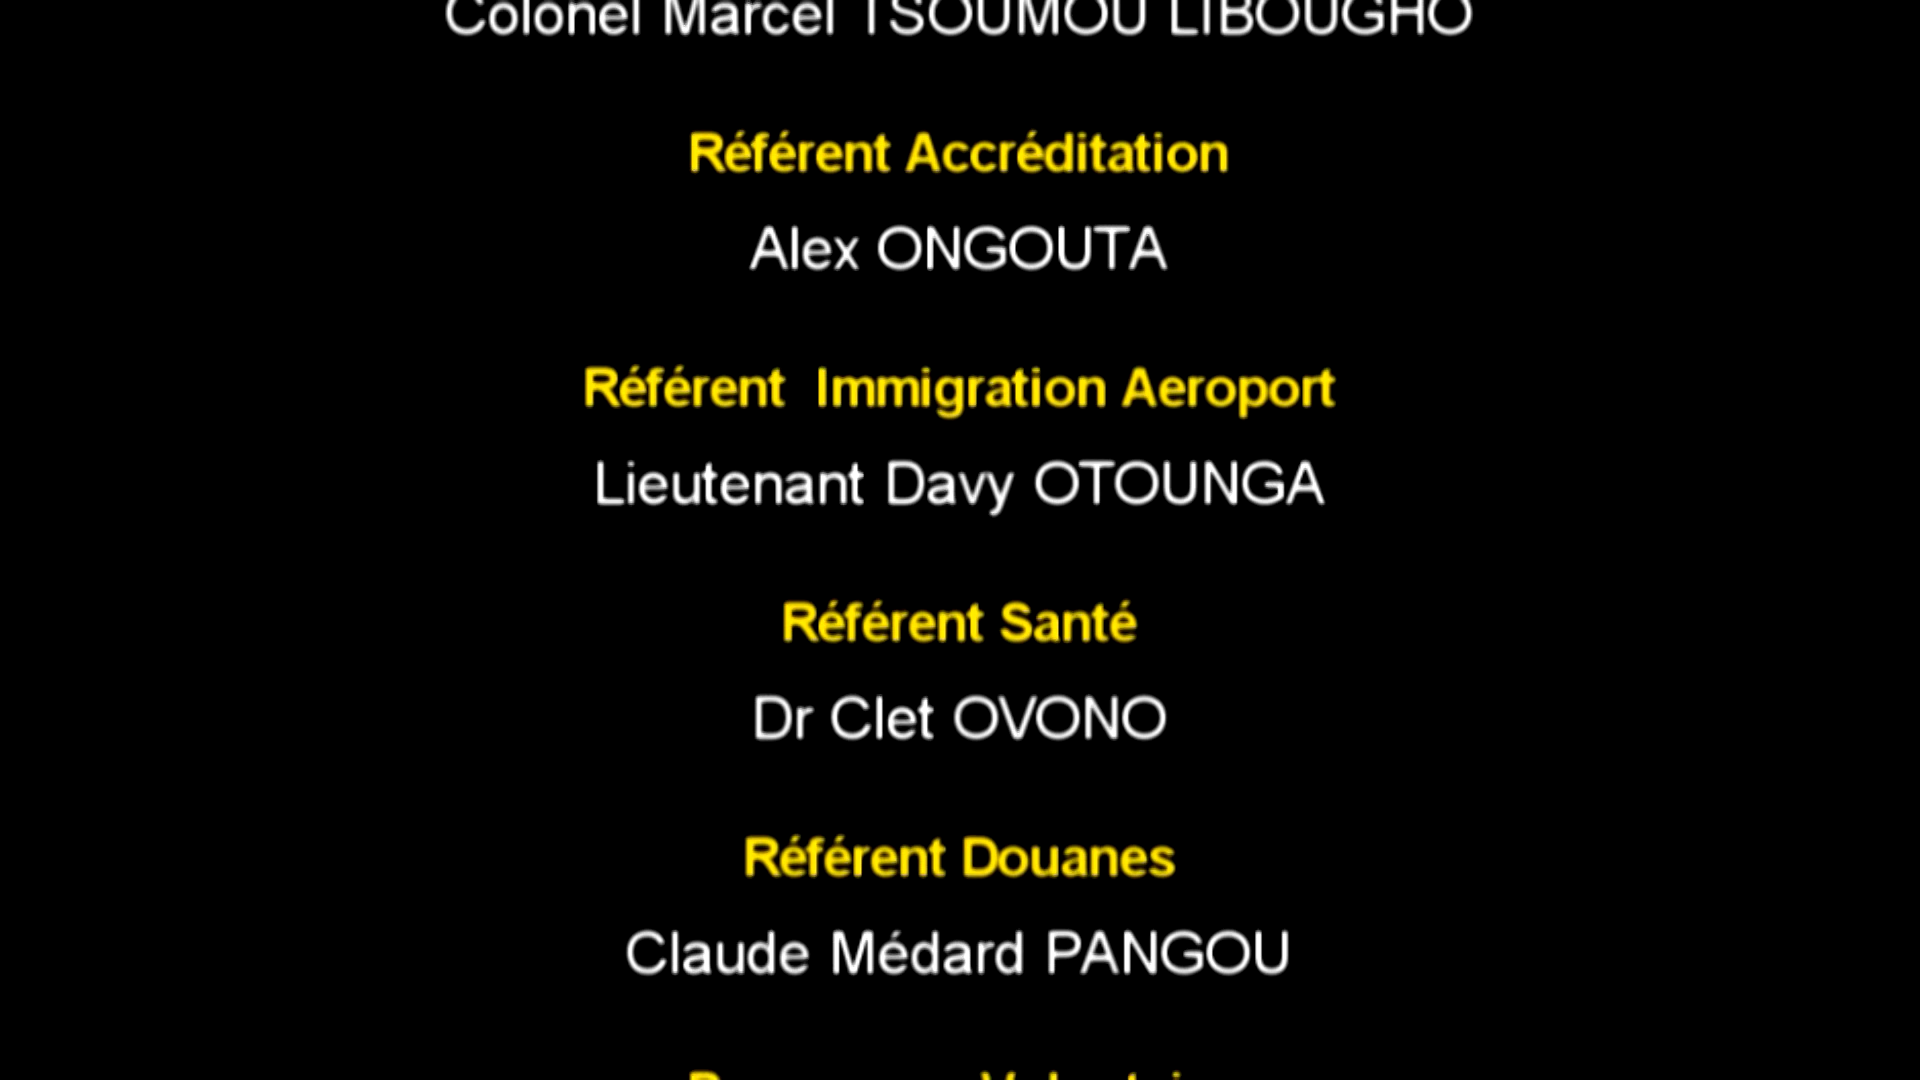 Colonel Marcel TSOUMOU LIBOUGHO
Référent Accréditation
Alex ONGOUTA
Référent  Immigration Aeroport
Lieutenant Davy OTOUNGA
Référent Santé
Dr Clet OVONO
Référent Douanes
Claude Médard PANGOU